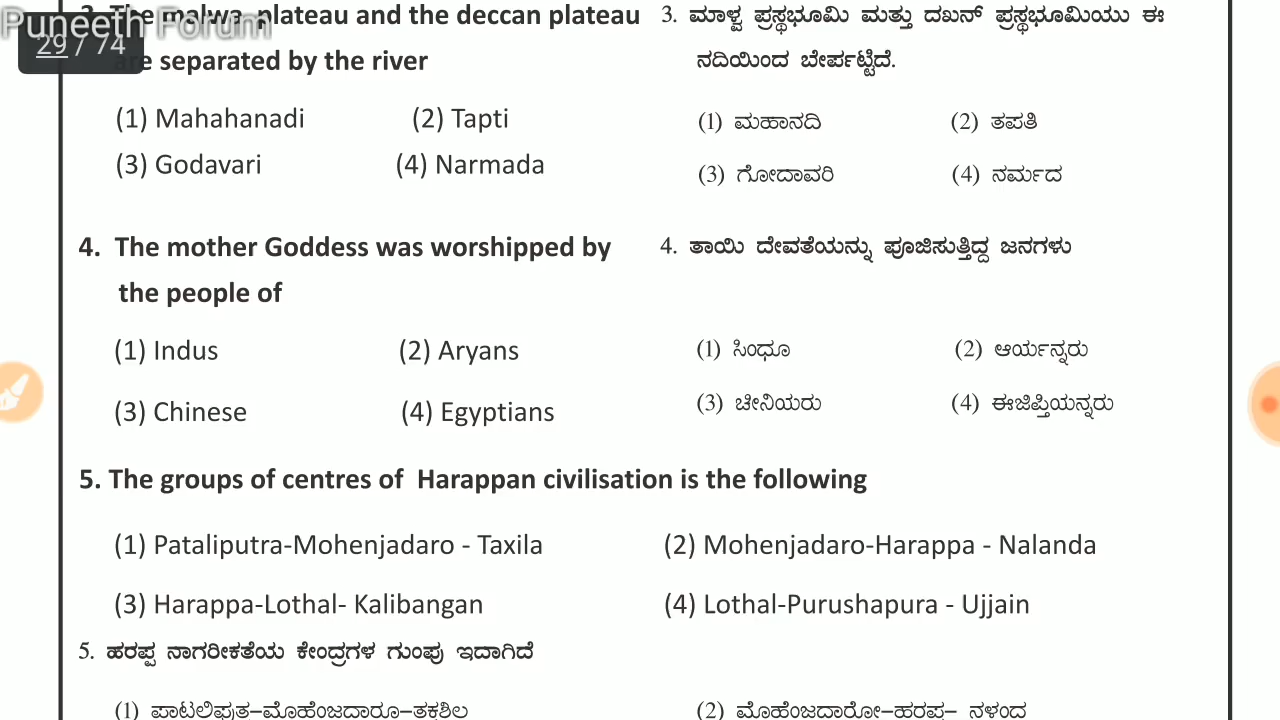 Puneeth Forum
29 / 74
The malwa plateau and the deccan plateau
are separated by the river
(1) Mahahanadi (2) Tapti
(3) Godavari (4) Narmada
3. ಮಾಳ್ವ ಪ್ರಸ್ಥಭೂಮಿ ಮತ್ತು ದಖನ್ ಪ್ರಸ್ಥಭೂಮಿಯು ಈ
ನದಿಯಿಂದ ಬೇರ್ಪಟ್ಟಿದೆ.
(1) ಮಹಾನದಿ (2) ತಪತಿ
(3) ಗೋದಾವರಿ (4) ನರ್ಮದ
4. The mother Goddess was worshipped by
the people of
(1) Indus (2) Aryans
(3) Chinese (4) Egyptians
4. ತಾಯಿ ದೇವತೆಯನ್ನು ಪೂಜಿಸುತ್ತಿದ್ದ ಜನಗಳು
(1) ಸಿಂಧೂ (2) ಆರ್ಯನ್ನರು
(3) ಚೀನಿಯರು (4) ಈಜಿಪ್ತಿಯನ್ನರು
5. The groups of centres of Harappan civilisation is the following
(1) Pataliputra-Mohenjadaro - Taxila (2) Mohenjadaro-Harappa - Nalanda
(3) Harappa-Lothal- Kalibangan (4) Lothal-Purushapura - Ujjain
5. ಹರಪ್ಪ ನಾಗರೀಕತೆಯ ಕೇಂದ್ರಗಳ ಗುಂಪು ಇದಾಗಿದೆ
(1) ಪಾಟಲಿಪುತ್ರ–ಮೊಹೆಂಜದಾರೂ–ತಕ್ಷಶಿಲ (2) ಮೊಹೆಂಜದಾರೋ–ಹರಪ್ಪ– ನಳಂದ